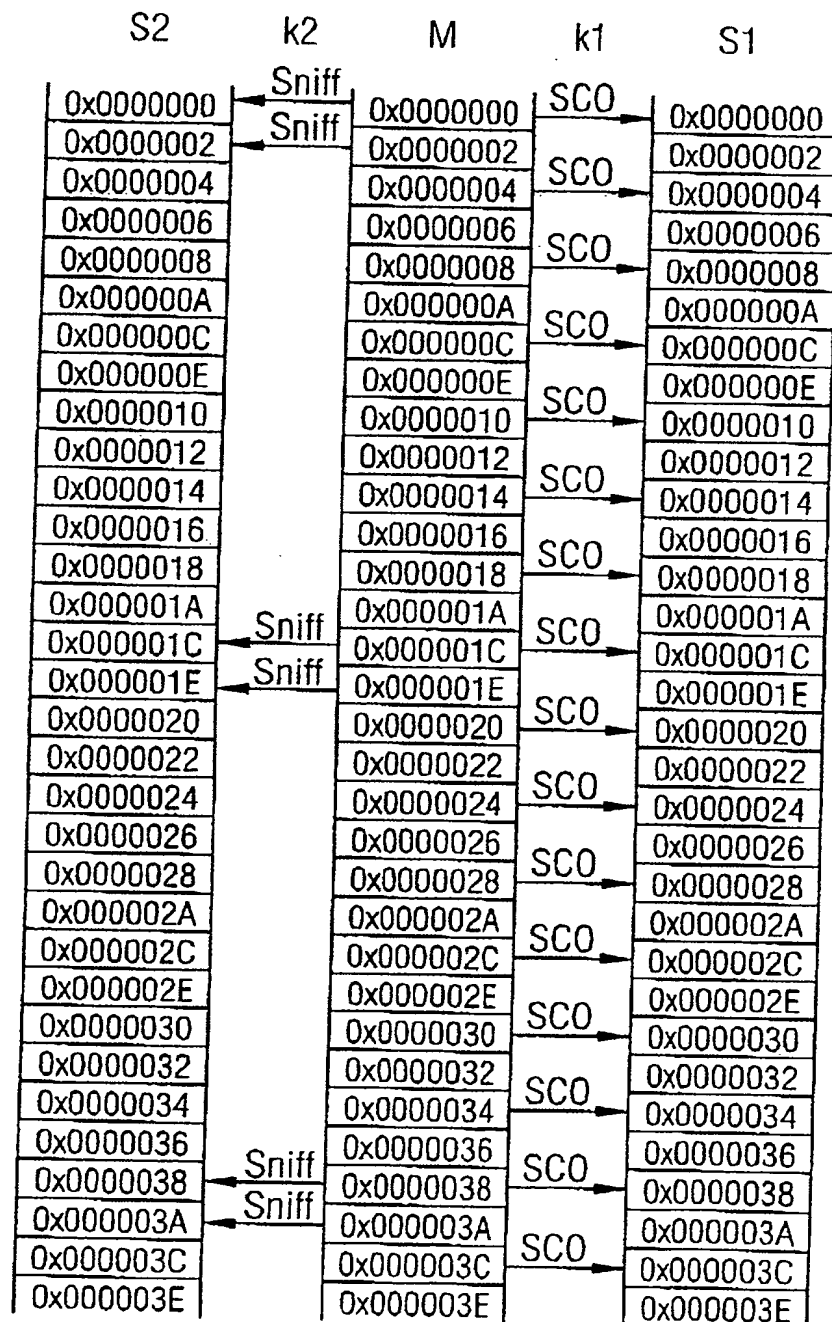 S2 k2 M k1 S1
0x0000000 Sniff 0x0000000 SCO 0x0000000
0x0000002 Sniff 0x0000002 0x0000002
0x0000004 0x0000004 SCO 0x0000004
0x0000006 0x0000006 0x0000006
0x0000008 0x0000008 SCO 0x0000008
0x000000A 0x000000A 0x000000A
0x000000C 0x000000C SCO 0x000000C
0x000000E 0x000000E 0x000000E
0x0000010 0x0000010 SCO 0x0000010
0x0000012 0x0000012 0x0000012
0x0000014 0x0000014 SCO 0x0000014
0x0000016 0x0000016 0x0000016
0x0000018 0x0000018 SCO 0x0000018
0x000001A 0x000001A 0x000001A
0x000001C Sniff 0x000001C SCO 0x000001C
0x000001E Sniff 0x000001E 0x000001E
0x0000020 0x0000020 SCO 0x0000020
0x0000022 0x0000022 0x0000022
0x0000024 0x0000024 SCO 0x0000024
0x0000026 0x0000026 0x0000026
0x0000028 0x0000028 SCO 0x0000028
0x000002A 0x000002A 0x000002A
0x000002C 0x000002C SCO 0x000002C
0x000002E 0x000002E 0x000002E
0x0000030 0x0000030 SCO 0x0000030
0x0000032 0x0000032 0x0000032
0x0000034 0x0000034 SCO 0x0000034
0x0000036 0x0000036 0x0000036
0x0000038 Sniff 0x0000038 SCO 0x0000038
0x000003A Sniff 0x000003A 0x000003A
0x000003C 0x000003C SCO 0x000003C
0x000003E 0x000003E 0x000003E